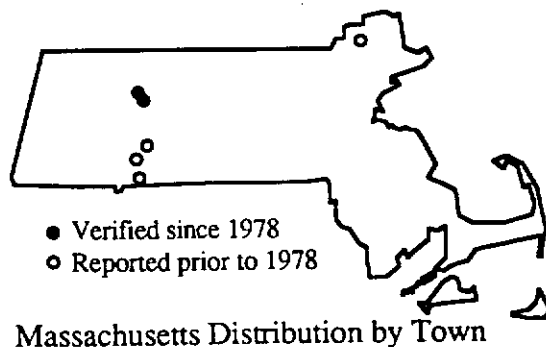 ● Verified since 1978
○ Reported prior to 1978
Massachusetts Distribution by Town